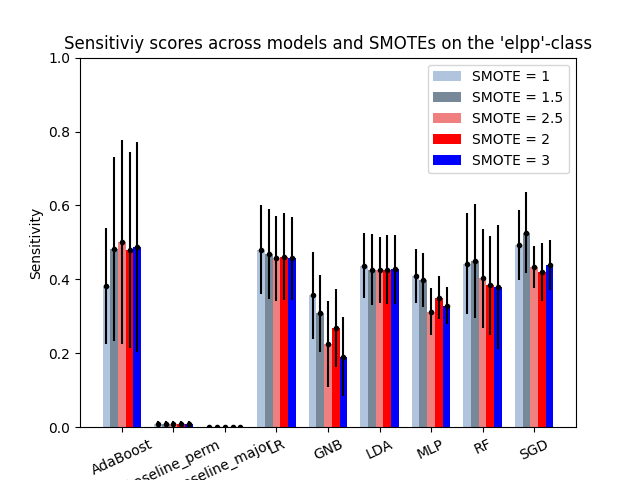 Sensitiviy scores across models and SMOTEs on the 'elpp'-class
SMOTE = 1
SMOTE = 1.5
SMOTE = 2.5
SMOTE = 2
SMOTE = 3
Sensitivity
1.0
0.8
0.6
0.4
0.2
0.0
AdaBoost
seline_perm
seline_major
LR
GNB
LDA
MLP
RF
SGD